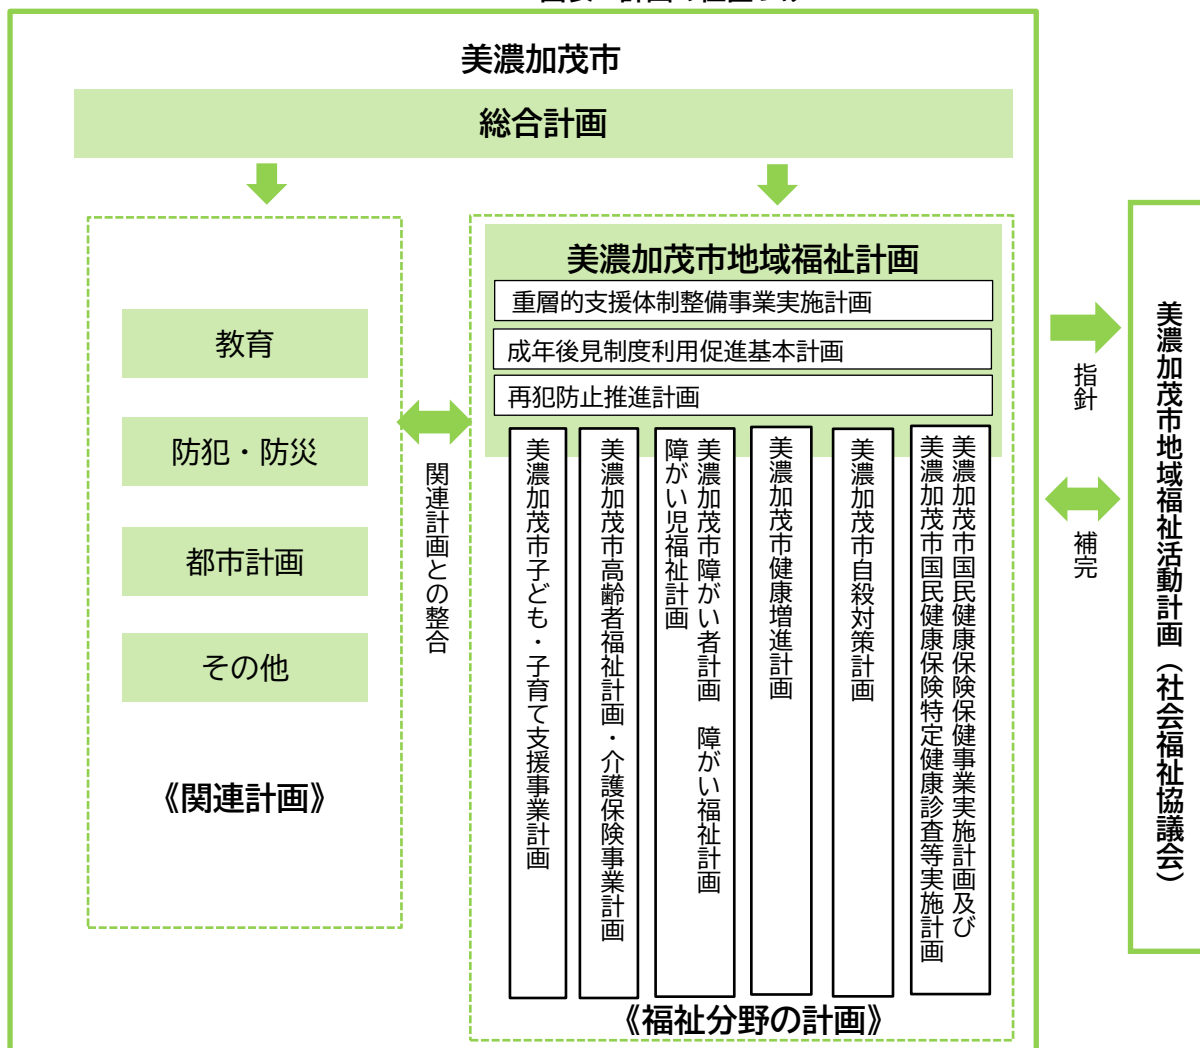 美濃加茂市
総合計画
教育
防犯・防災
都市計画
その他
《関連計画》
関連計画との整合
美濃加茂市地域福祉計画
重層的支援体制整備事業実施計画
成年後見制度利用促進基本計画
再犯防止推進計画
美濃加茂市子ども・子育て支援事業計画
美濃加茂市高齢者福祉計画・介護保険事業計画
美濃加茂市障がい者計画　障がい福祉計画
障がい児福祉計画
美濃加茂市健康増進計画
美濃加茂市自殺対策計画
美濃加茂市国民健康保険保健事業実施計画及び
美濃加茂市国民健康保険特定健康診査等実施計画
《福祉分野の計画》
指針
補完
美濃加茂市地域福祉活動計画（社会福祉協議会）